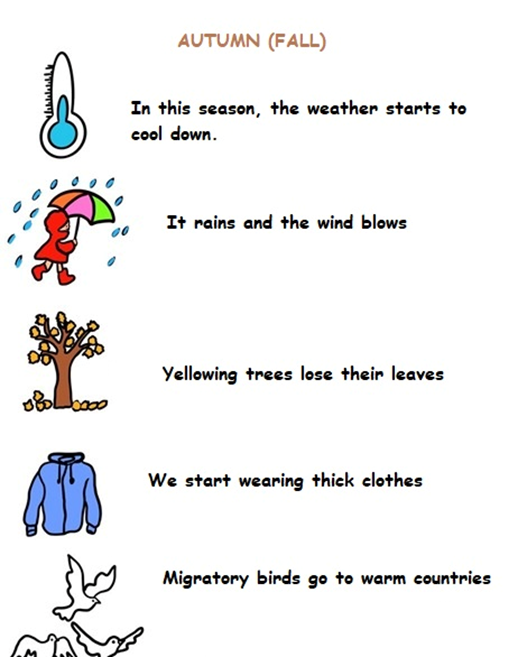 AUTUMN (FALL)
In this season, the weather starts to
cool down.
It rains and the wind blows
Yellowing trees lose their leaves
We start wearing thick clothes
Migratory birds go to warm countries